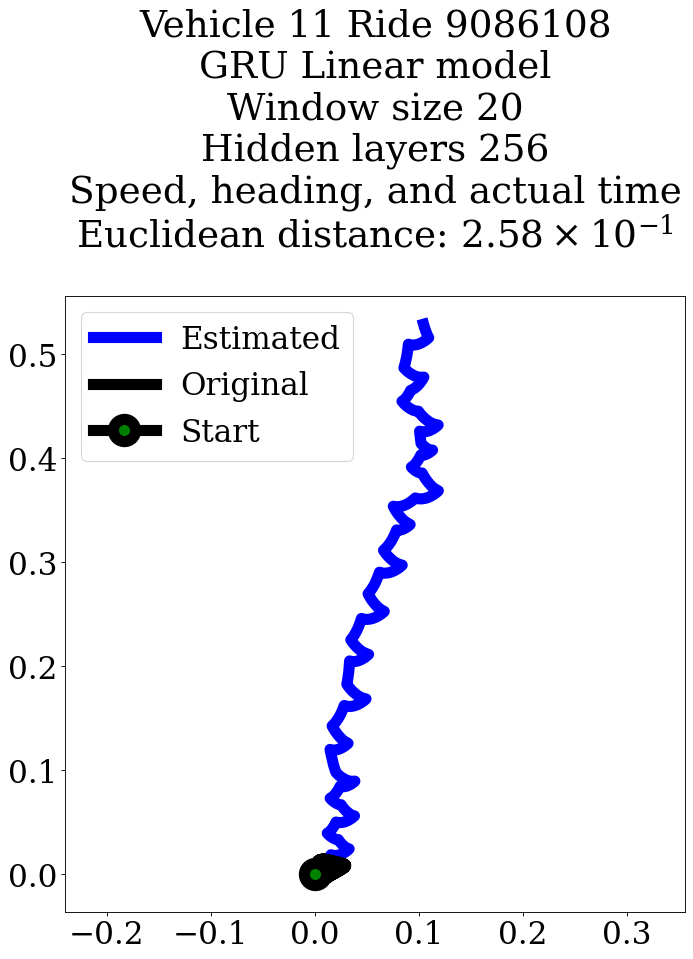 Vehicle 11 Ride 9086108
GRU Linear model
Window size 20
Hidden layers 256
Speed, heading, and actual time
Euclidean distance: 2.58 × 10⁻¹
Estimated
Original
Start
0.5
0.4
0.3
0.2
0.1
0.0
−0.2 −0.1 0.0 0.1 0.2 0.3